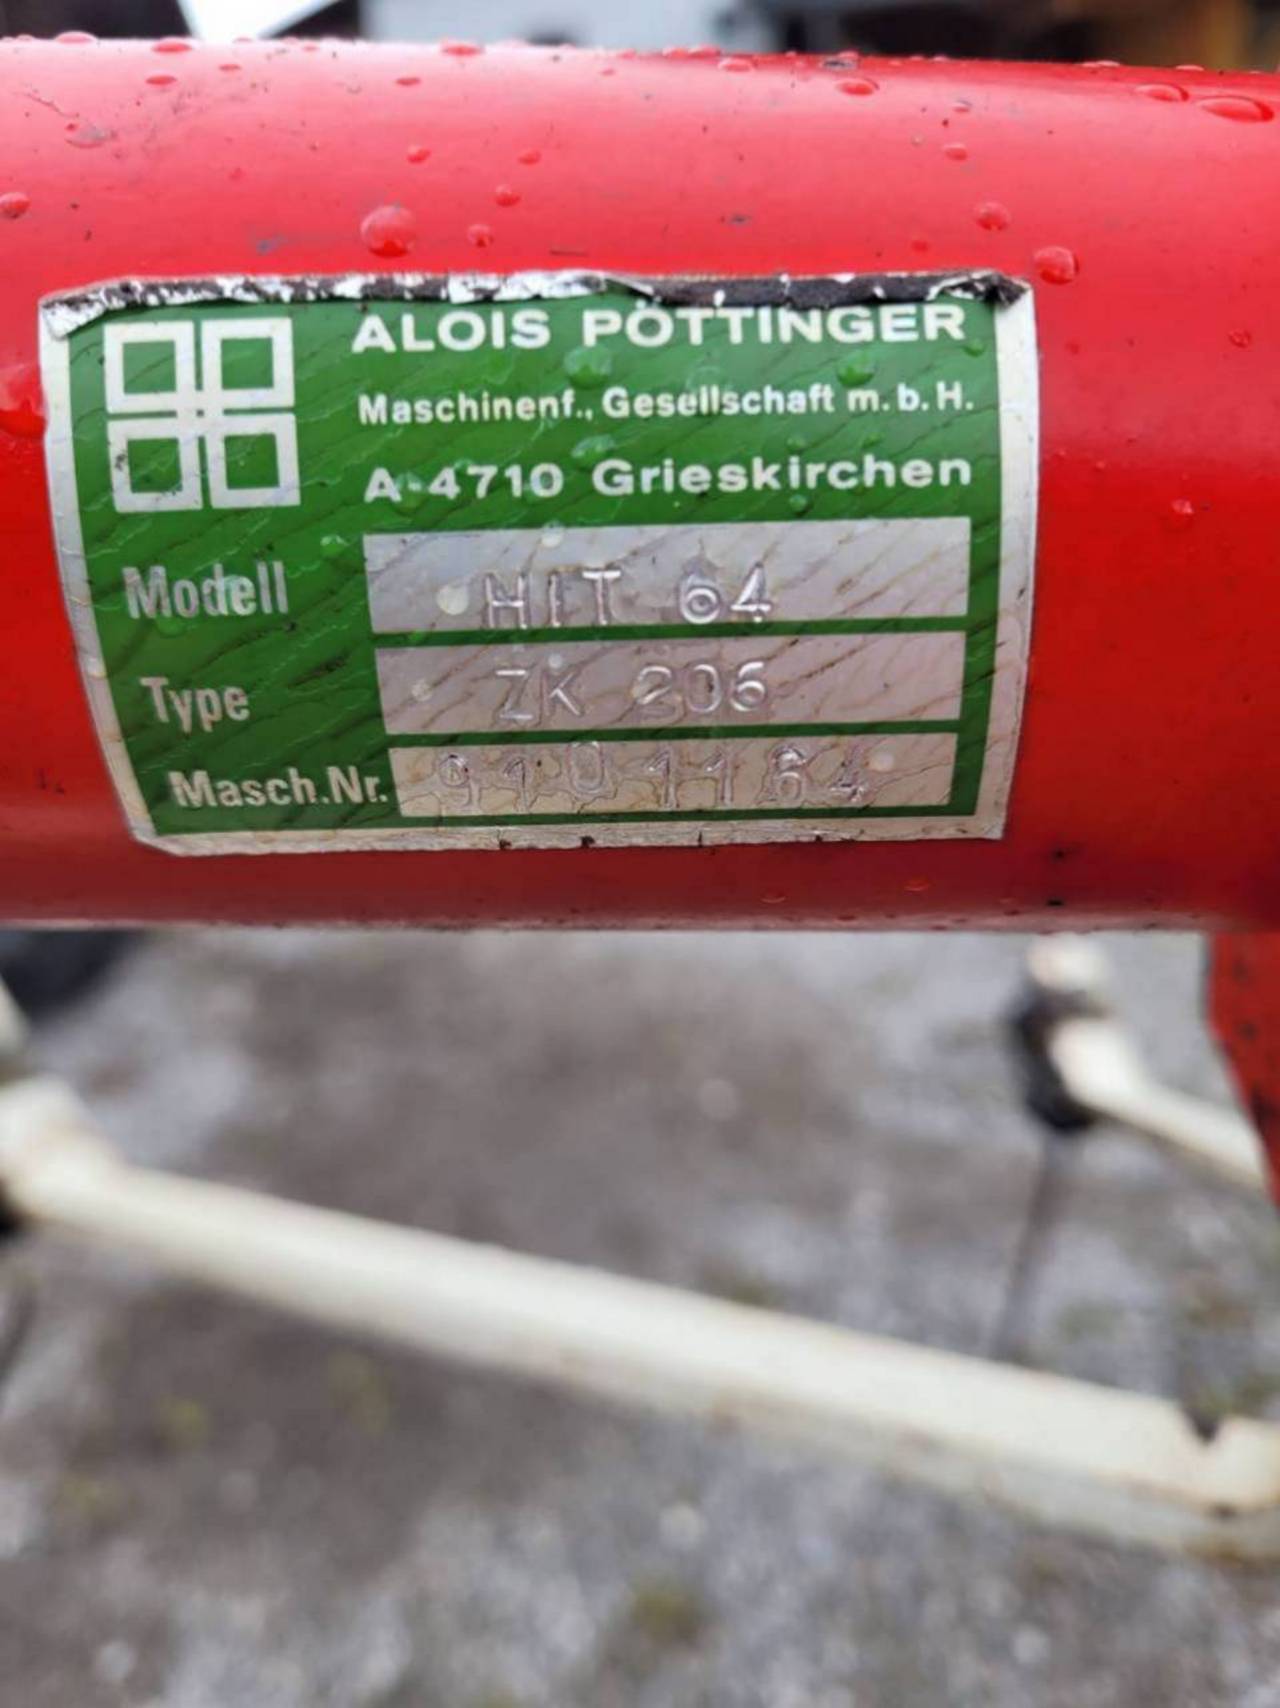 ALOIS PÖTTINGER
Maschinenf., Gesellschaft m.b.H.
A-4710 Grieskirchen
Modell HIT 64
Type ZK 206
Masch.Nr. 9101164